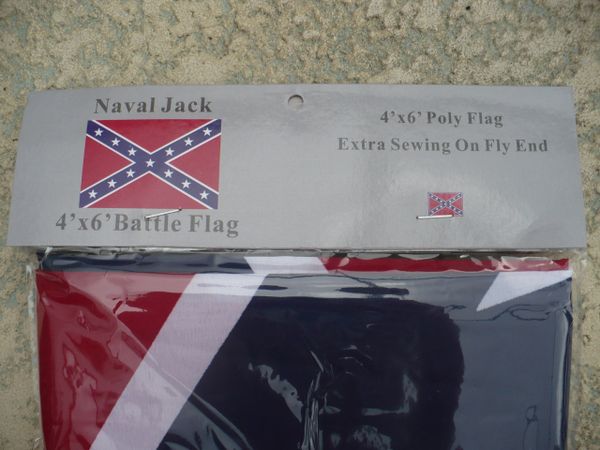 Naval Jack
4'x6'Battle Flag
4'x6' Poly Flag
Extra Sewing On Fly End